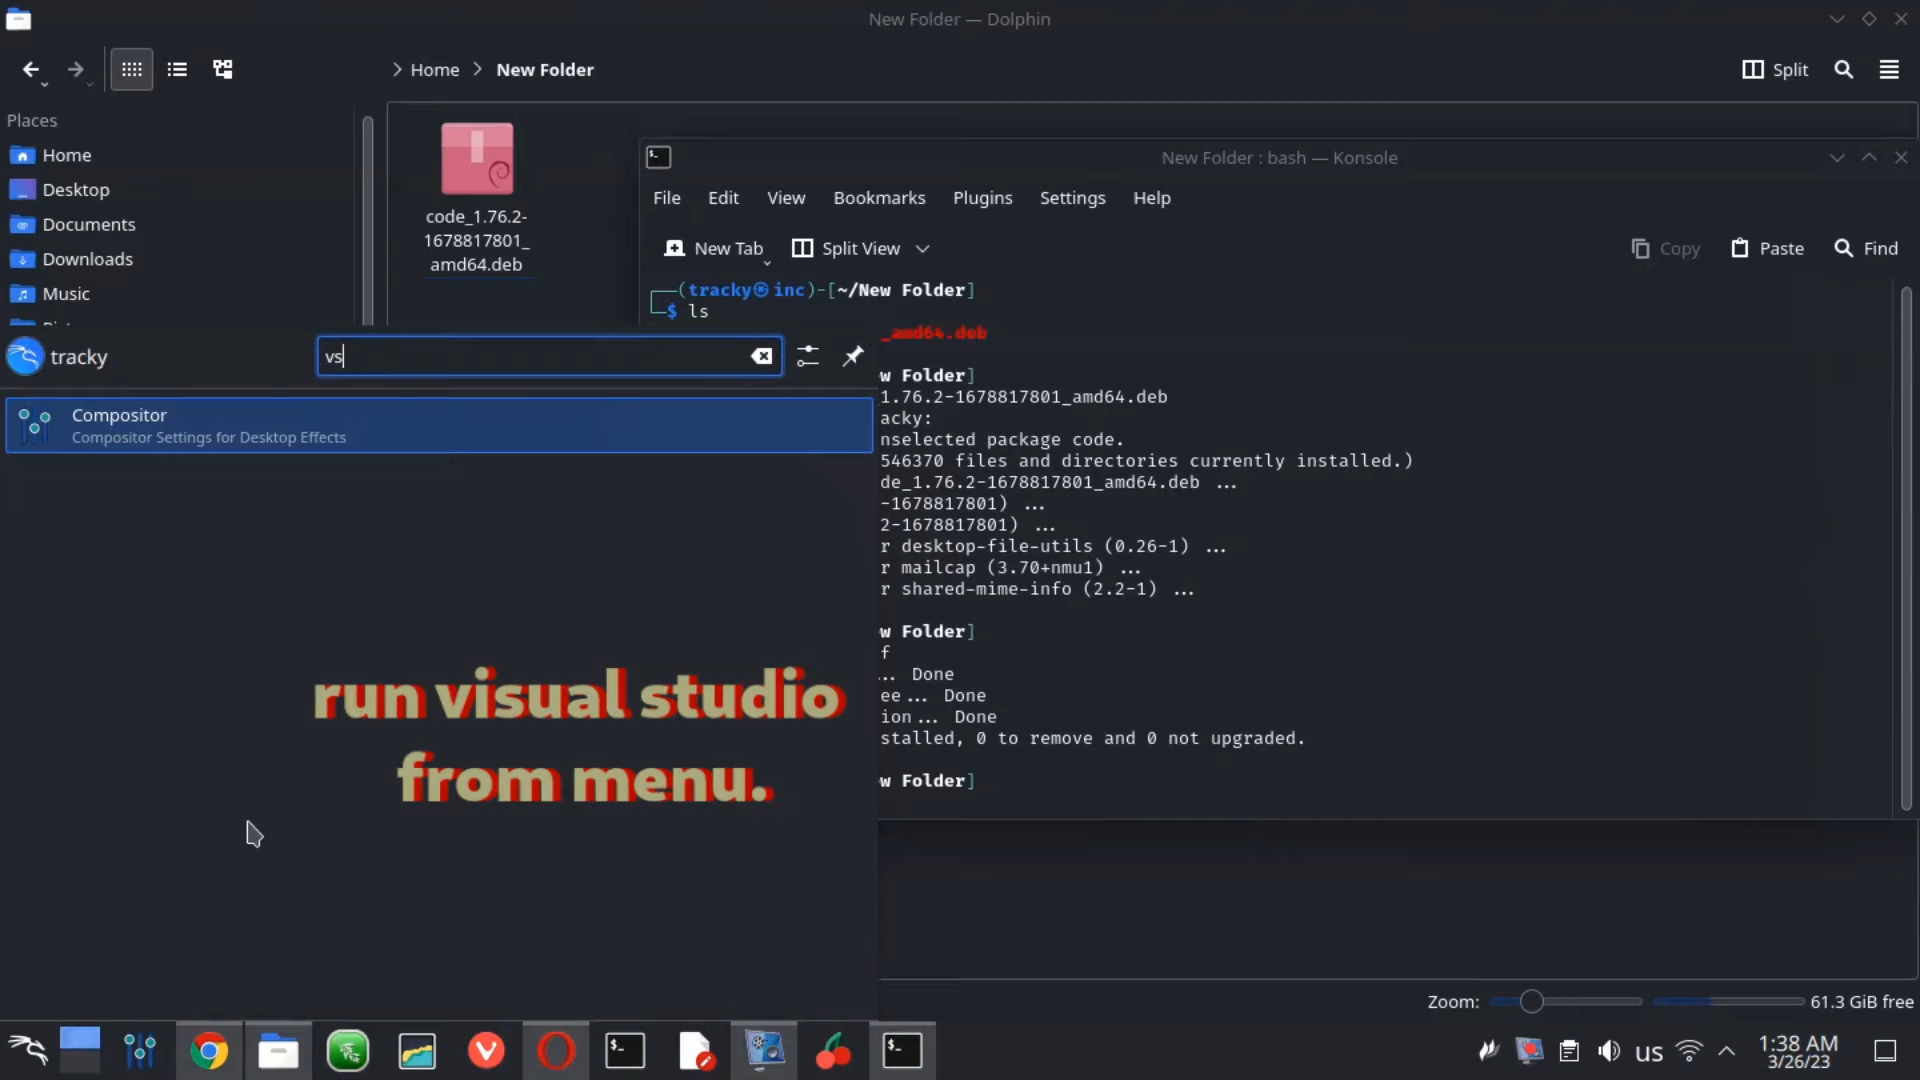 New Folder — Dolphin
Home
New Folder
Split
Places
Home
Desktop
Documents
Downloads
Music
code_1.76.2-
1678817801_
amd64.deb
New Folder : bash — Konsole
File Edit View Bookmarks Plugins Settings Help
New Tab Split View
Copy Paste Find
(tracky㉿inc)-[~/New Folder]
$ ls
_amd64.deb
w Folder]
1.76.2-1678817801_amd64.deb
acky:
nselected package code.
546370 files and directories currently installed.)
de_1.76.2-1678817801_amd64.deb ...
-1678817801) ...
2-1678817801) ...
r desktop-file-utils (0.26-1) ...
r mailcap (3.70+nmu1) ...
r shared-mime-info (2.2-1) ...
w Folder]
f
... Done
ee... Done
ion... Done
stalled, 0 to remove and 0 not upgraded.
w Folder]
tracky
vs
Compositor
Compositor Settings for Desktop Effects
run visual studio
from menu.
Zoom:
61.3 GiB free
us
1:38 AM
3/26/23